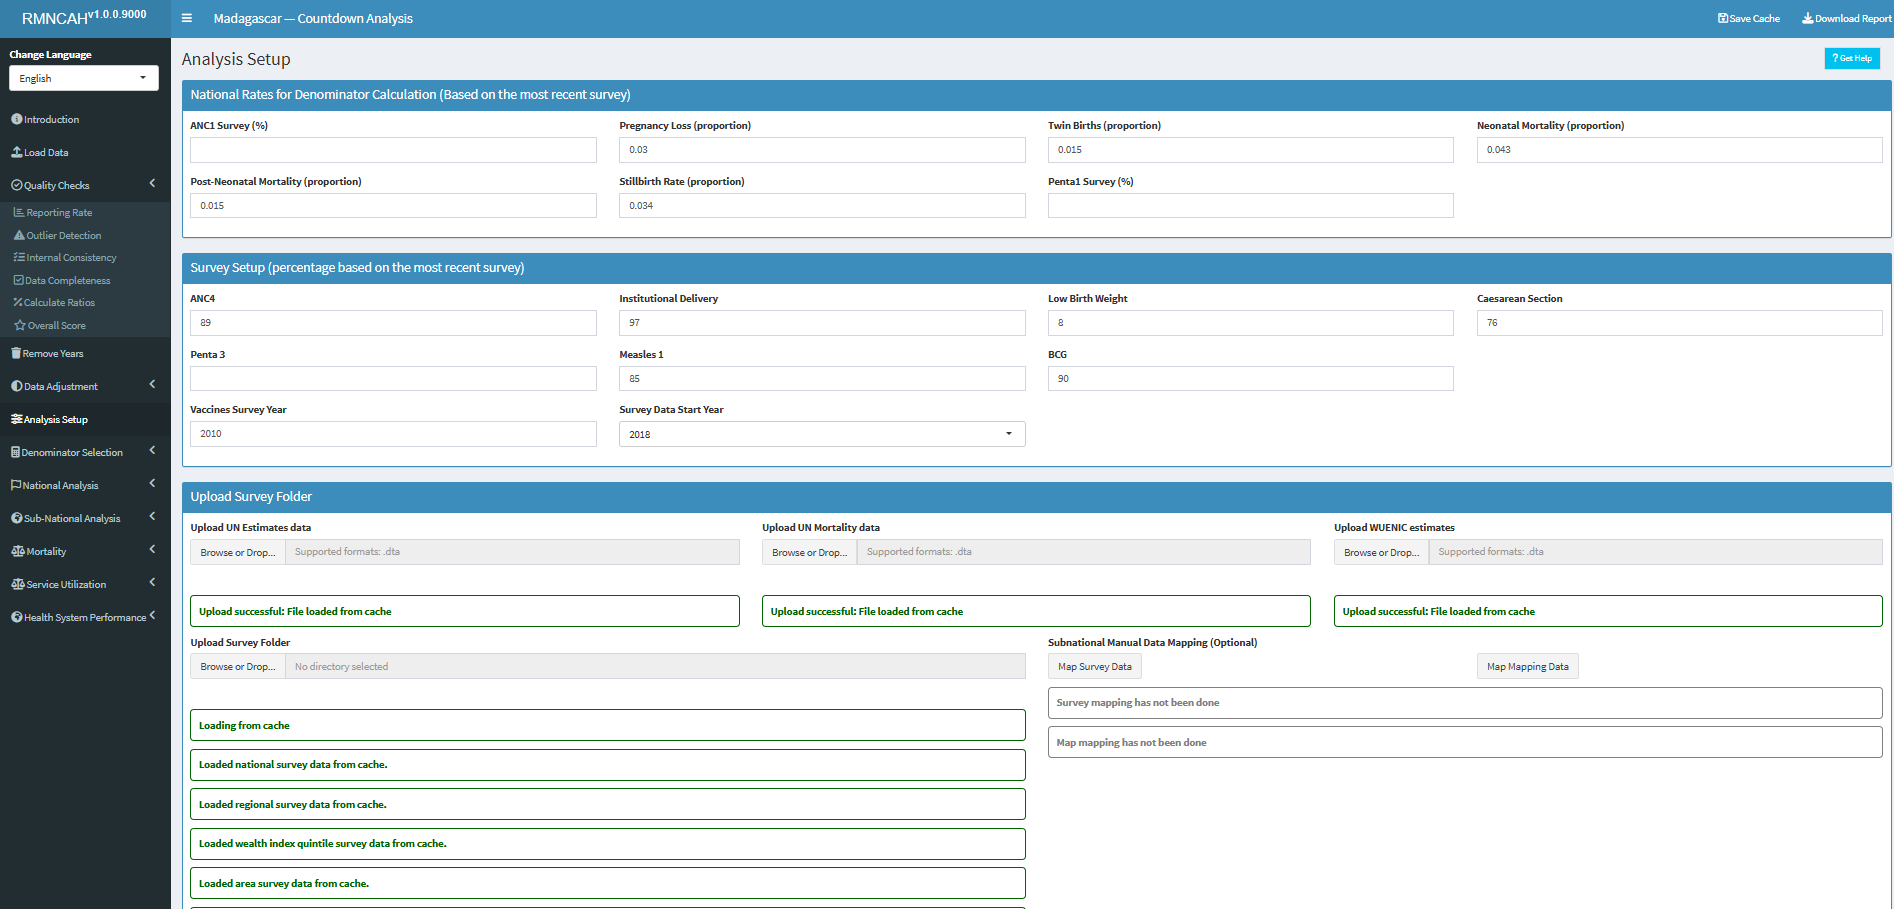 RMNCAHv1.0.0.9000
Madagascar — Countdown Analysis
Save Cache
Download Report
Change Language
English
Introduction
Load Data
Quality Checks
Reporting Rate
Outlier Detection
Internal Consistency
Data Completeness
Calculate Ratios
Overall Score
Remove Years
Data Adjustment
Analysis Setup
Denominator Selection
National Analysis
Sub-National Analysis
Mortality
Service Utilization
Health System Performance
Analysis Setup
? Get Help
National Rates for Denominator Calculation (Based on the most recent survey)
ANC1 Survey (%)
Pregnancy Loss (proportion)
0.03
Twin Births (proportion)
0.015
Neonatal Mortality (proportion)
0.043
Post-Neonatal Mortality (proportion)
0.015
Stillbirth Rate (proportion)
0.034
Penta1 Survey (%)
Survey Setup (percentage based on the most recent survey)
ANC4
89
Institutional Delivery
97
Low Birth Weight
8
Caesarean Section
76
Penta 3
Measles 1
85
BCG
90
Vaccines Survey Year
2010
Survey Data Start Year
2018
Upload Survey Folder
Upload UN Estimates data
Browse or Drop... Supported formats: .dta
Upload successful: File loaded from cache
Upload UN Mortality data
Browse or Drop... Supported formats: .dta
Upload successful: File loaded from cache
Upload WUENIC estimates
Browse or Drop... Supported formats: .dta
Upload successful: File loaded from cache
Upload Survey Folder
Browse or Drop... No directory selected
Loading from cache
Loaded national survey data from cache.
Loaded regional survey data from cache.
Loaded wealth index quintile survey data from cache.
Loaded area survey data from cache.
Subnational Manual Data Mapping (Optional)
Map Survey Data
Map Mapping Data
Survey mapping has not been done
Map mapping has not been done